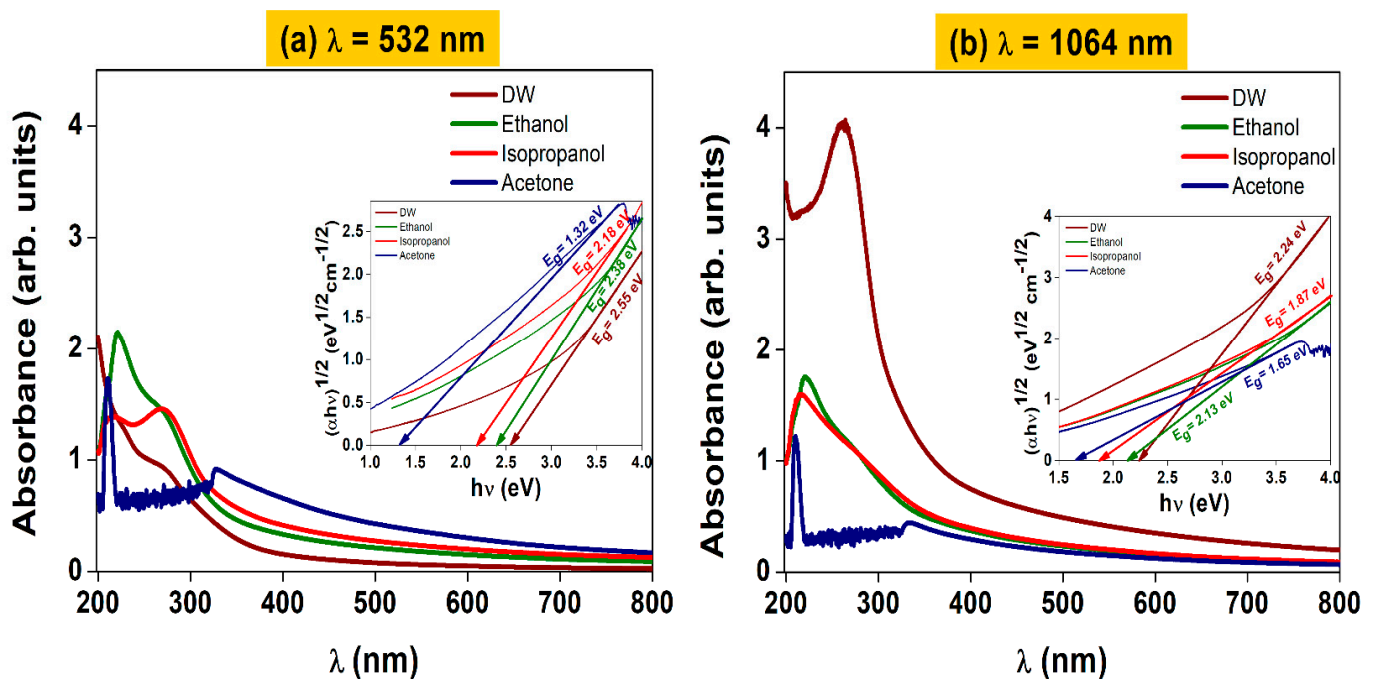 (a) λ = 532 nm
Absorbance (arb. units)
4
3
2
1
0
DW
Ethanol
Isopropanol
Acetone
(αhν)1/2 (eV1/2cm-1/2)
2.5
2.0
1.5
1.0
0.5
0.0
DW
Ethanol
Isopropanol
Acetone
Eg= 1.32 eV
Eg= 2.18 eV
Eg= 2.38 eV
Eg= 2.55 eV
1.0 1.5 2.0 2.5 3.0 3.5 4.0
hν (eV)
200 300 400 500 600 700 800
λ (nm)
(b) λ = 1064 nm
Absorbance (arb. units)
4
3
2
1
0
DW
Ethanol
Isopropanol
Acetone
(αhν)1/2 (eV1/2 cm-1/2)
4
3
2
1
0
DW
Ethanol
Isopropanol
Acetone
Eg= 2.24 eV
Eg= 1.87 eV
Eg= 1.65 eV
Eg= 2.13 eV
1.5 2.0 2.5 3.0 3.5 4.0
hν (eV)
200 300 400 500 600 700 800
λ (nm)